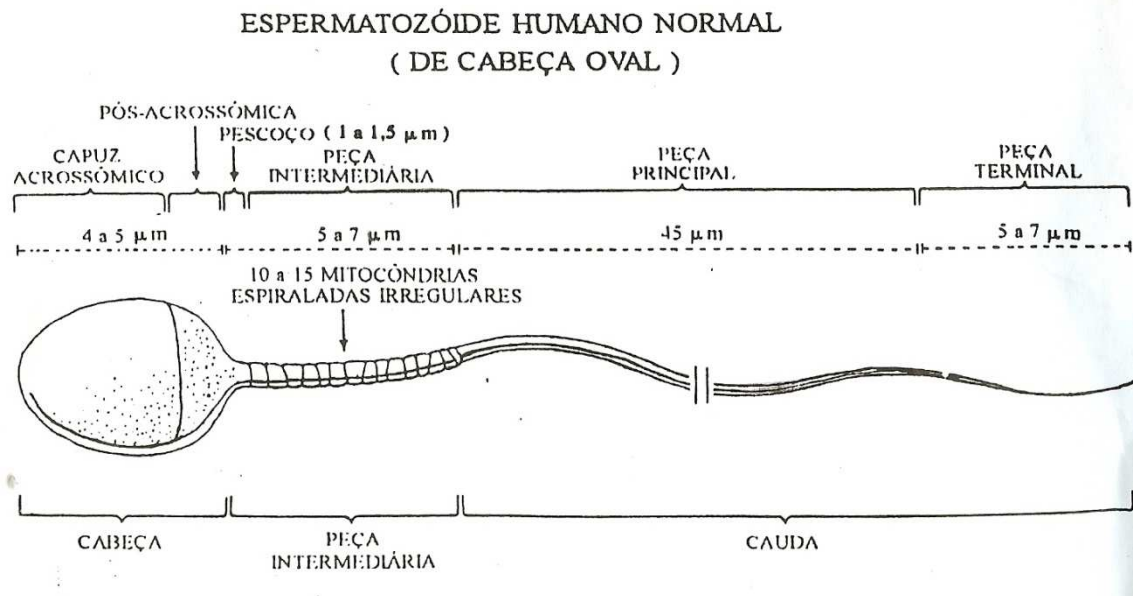 ESPERMATOZÓIDE HUMANO NORMAL
( DE CABEÇA OVAL )
PÓS-ACROSSÔMICA
PESCOÇO ( 1 a 1,5 µm )
CAPUZ
ACROSSÔMICO
PEÇA
INTERMEDIÁRIA
PEÇA
PRINCIPAL
PEÇA
TERMINAL
4 a 5 µm
5 a 7 µm
45 µm
5 a 7 µm
10 a 15 MITOCÔNDRIAS
ESPIRALADAS IRREGULARES
CABEÇA
PEÇA
INTERMEDIÁRIA
CAUDA